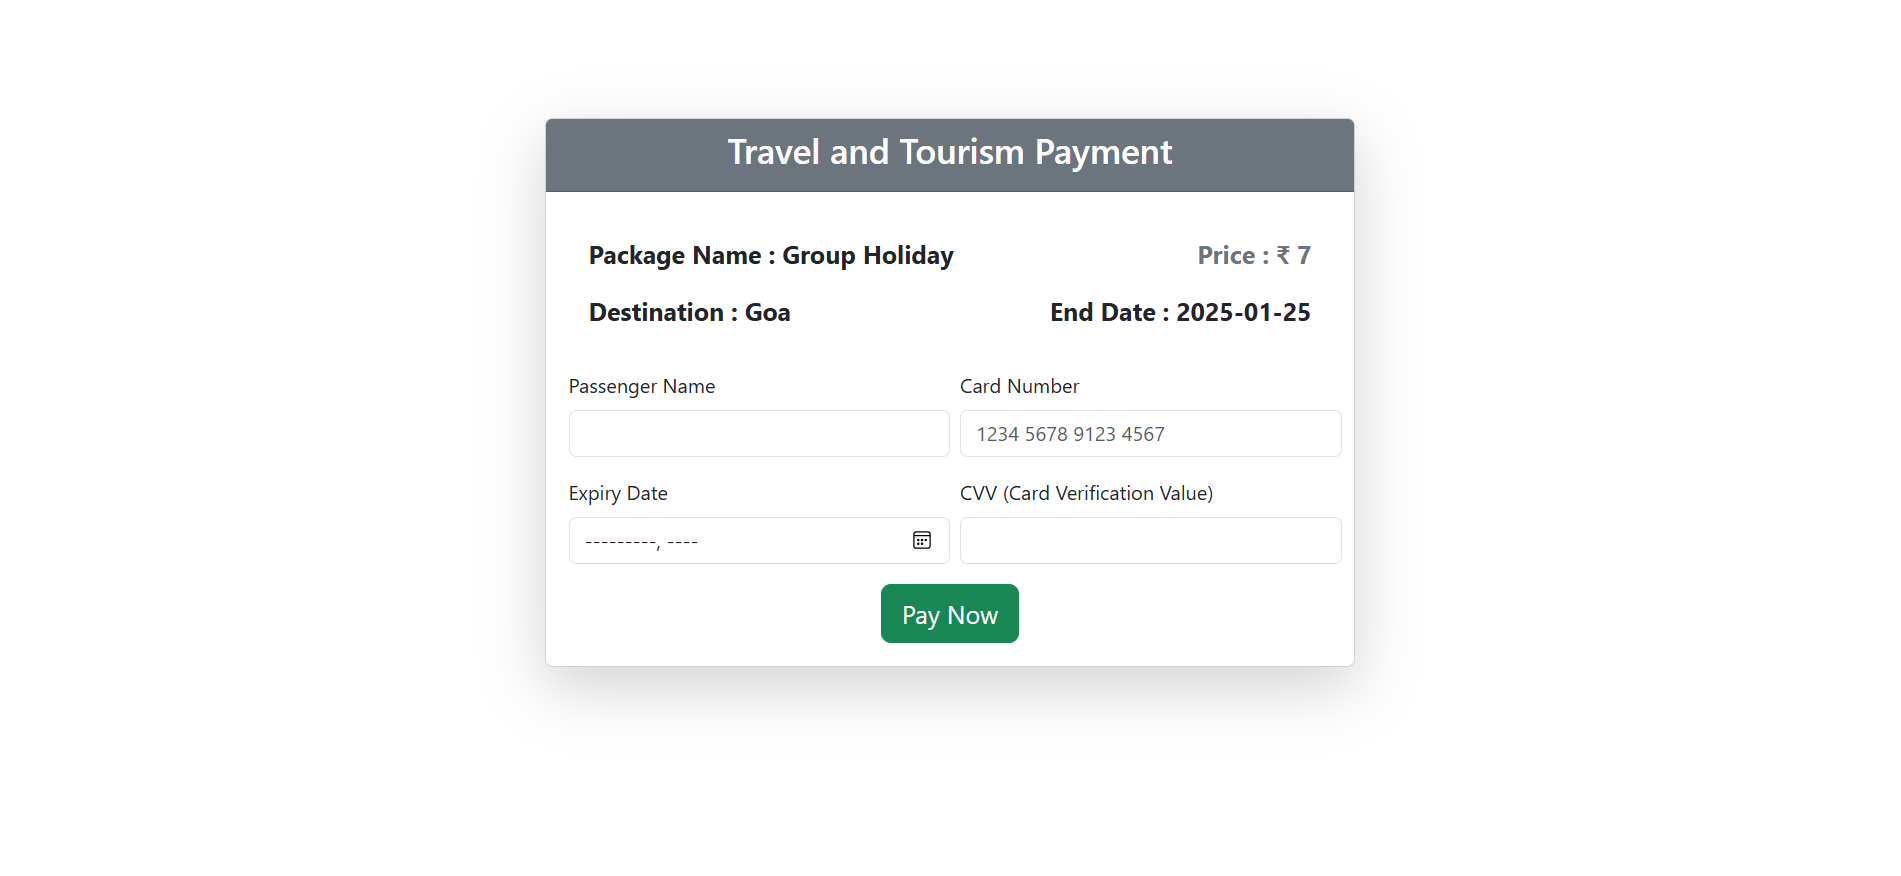 Travel and Tourism Payment
Package Name : Group Holiday
Price : ₹ 7
Destination : Goa
End Date : 2025-01-25
Passenger Name
Card Number
1234 5678 9123 4567
Expiry Date
CVV (Card Verification Value)
---------, ----
Pay Now